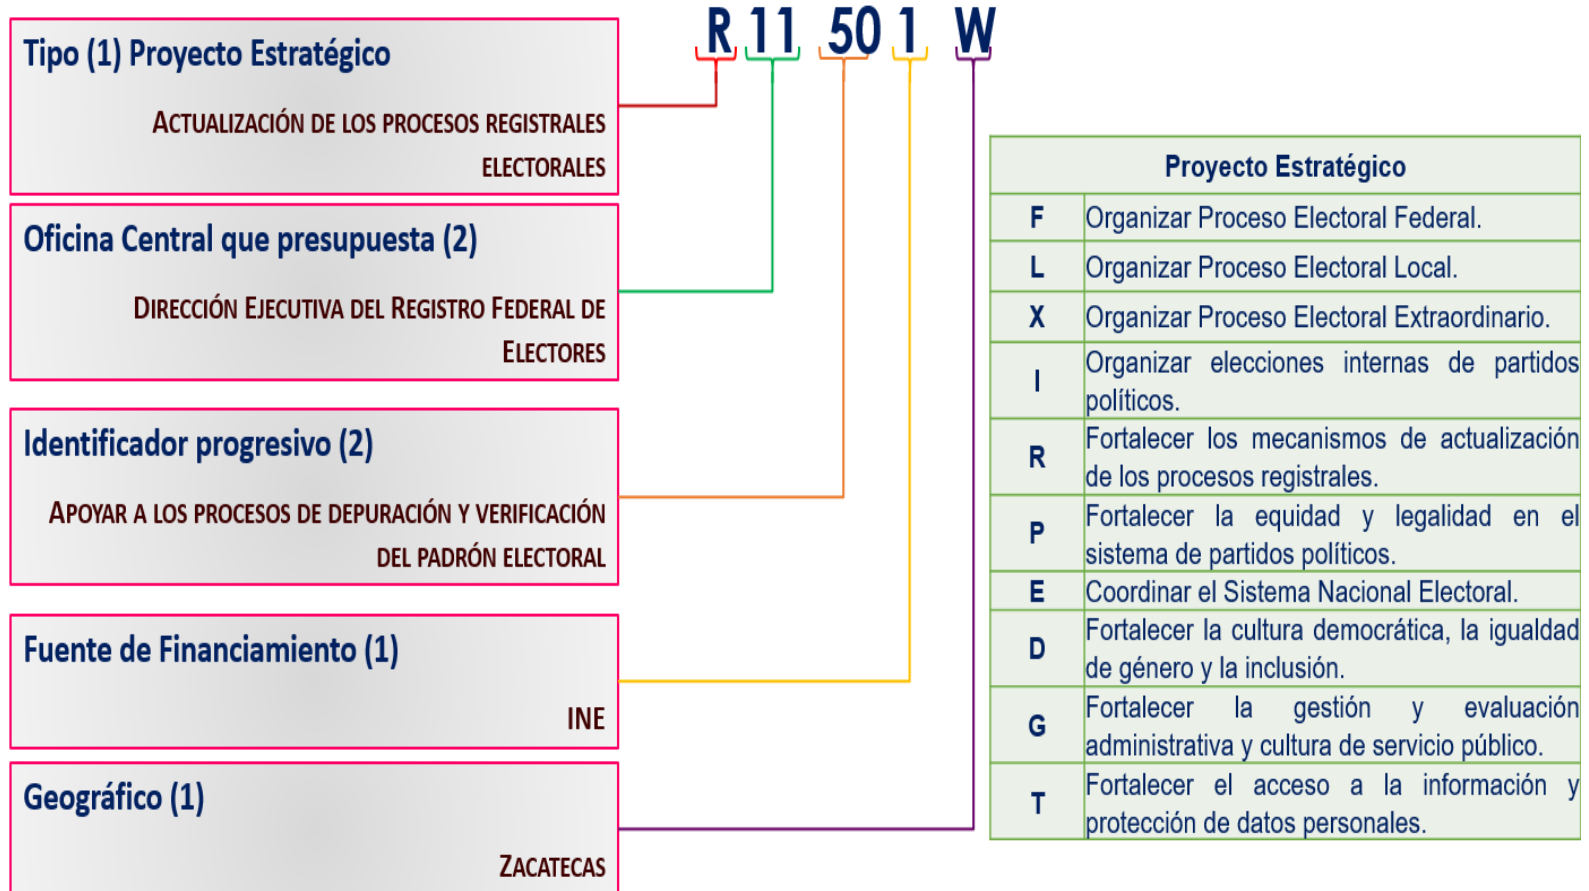 R 11 50 1 W
Tipo (1) Proyecto Estratégico
ACTUALIZACIÓN DE LOS PROCESOS REGISTRALES
ELECTORALES
Oficina Central que presupuesta (2)
DIRECCIÓN EJECUTIVA DEL REGISTRO FEDERAL DE
ELECTORES
Identificador progresivo (2)
APOYAR A LOS PROCESOS DE DEPURACIÓN Y VERIFICACIÓN
DEL PADRÓN ELECTORAL
Fuente de Financiamiento (1)
INE
Geográfico (1)
ZACATECAS
Proyecto Estratégico
F Organizar Proceso Electoral Federal.
L Organizar Proceso Electoral Local.
X Organizar Proceso Electoral Extraordinario.
I Organizar elecciones internas de partidos
políticos.
R Fortalecer los mecanismos de actualización
de los procesos registrales.
P Fortalecer la equidad y legalidad en el
sistema de partidos políticos.
E Coordinar el Sistema Nacional Electoral.
D Fortalecer la cultura democrática, la igualdad
de género y la inclusión.
G Fortalecer la gestión y evaluación
administrativa y cultura de servicio público.
T Fortalecer el acceso a la información y
protección de datos personales.